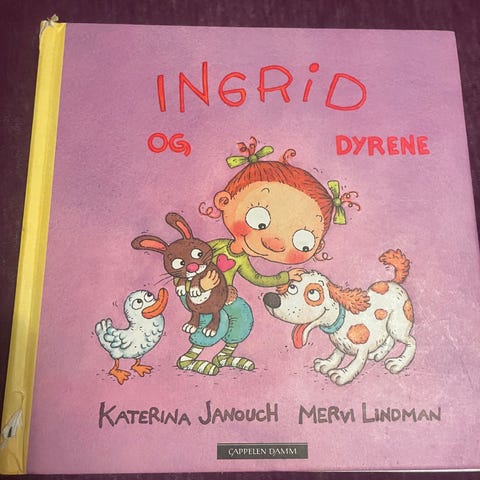 INGRiD
OG DYRENE
KATERINA JANOUCH MERVI LINDMAN
CAPPELEN DAMM